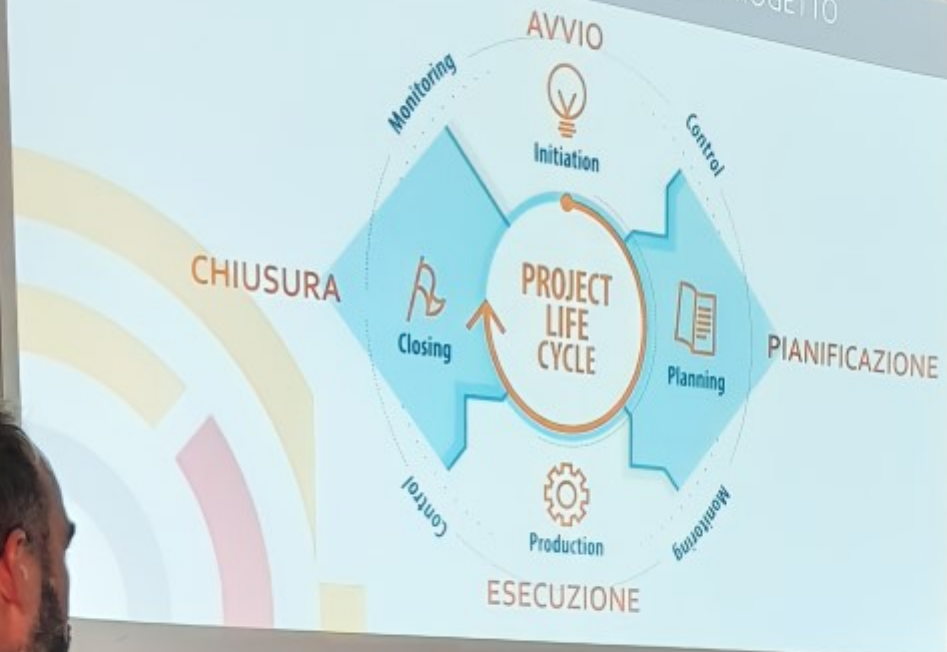 AVVIO
Monitoring
Control
Initiation
CHIUSURA
PROJECT
LIFE
CYCLE
Closing
Planning
PIANIFICAZIONE
Control
Monitoring
Production
ESECUZIONE